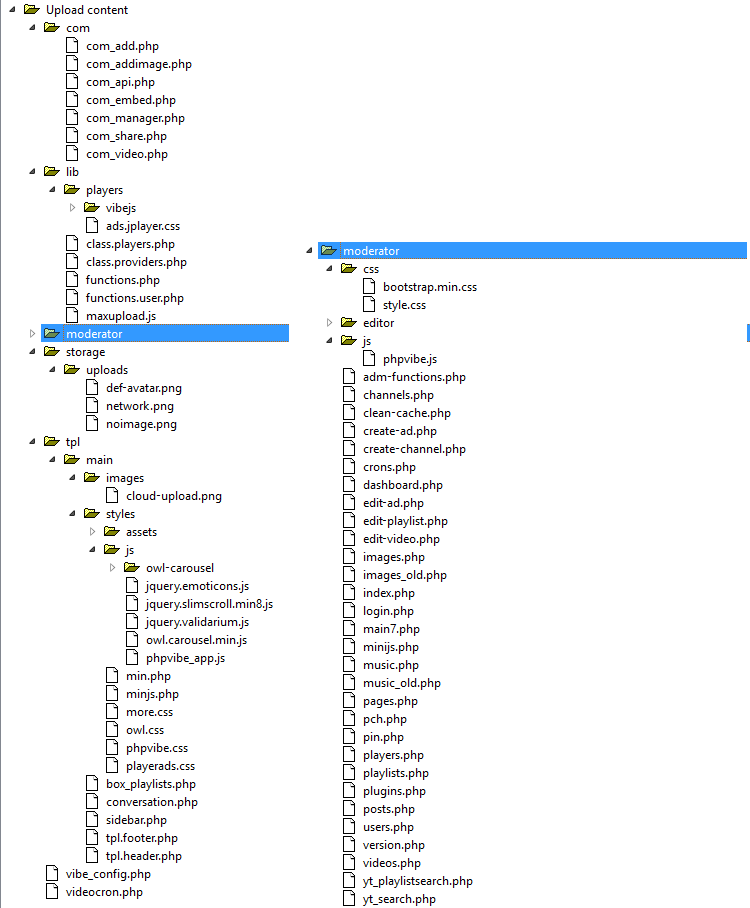 Upload content
com
com_add.php
com_addimage.php
com_api.php
com_embed.php
com_manager.php
com_share.php
com_video.php
lib
players
vibejs
ads.jplayer.css
class.players.php
class.providers.php
functions.php
functions.user.php
maxupload.js
moderator
storage
uploads
def-avatar.png
network.png
noimage.png
tpl
main
images
cloud-upload.png
styles
assets
js
owl-carousel
jquery.emoticons.js
jquery.slimscroll.min8.js
jquery.validarium.js
owl.carousel.min.js
phpvibe_app.js
min.php
minjs.php
more.css
owl.css
phpvibe.css
playerads.css
box_playlists.php
conversation.php
sidebar.php
tpl.footer.php
tpl.header.php
vibe_config.php
videocron.php
moderator
css
bootstrap.min.css
style.css
editor
js
phpvibe.js
adm-functions.php
channels.php
clean-cache.php
create-ad.php
create-channel.php
crons.php
dashboard.php
edit-ad.php
edit-playlist.php
edit-video.php
images.php
images_old.php
index.php
login.php
main7.php
minijs.php
music.php
music_old.php
pages.php
pch.php
pin.php
players.php
playlists.php
plugins.php
posts.php
users.php
version.php
videos.php
yt_playlistsearch.php
yt_search.php